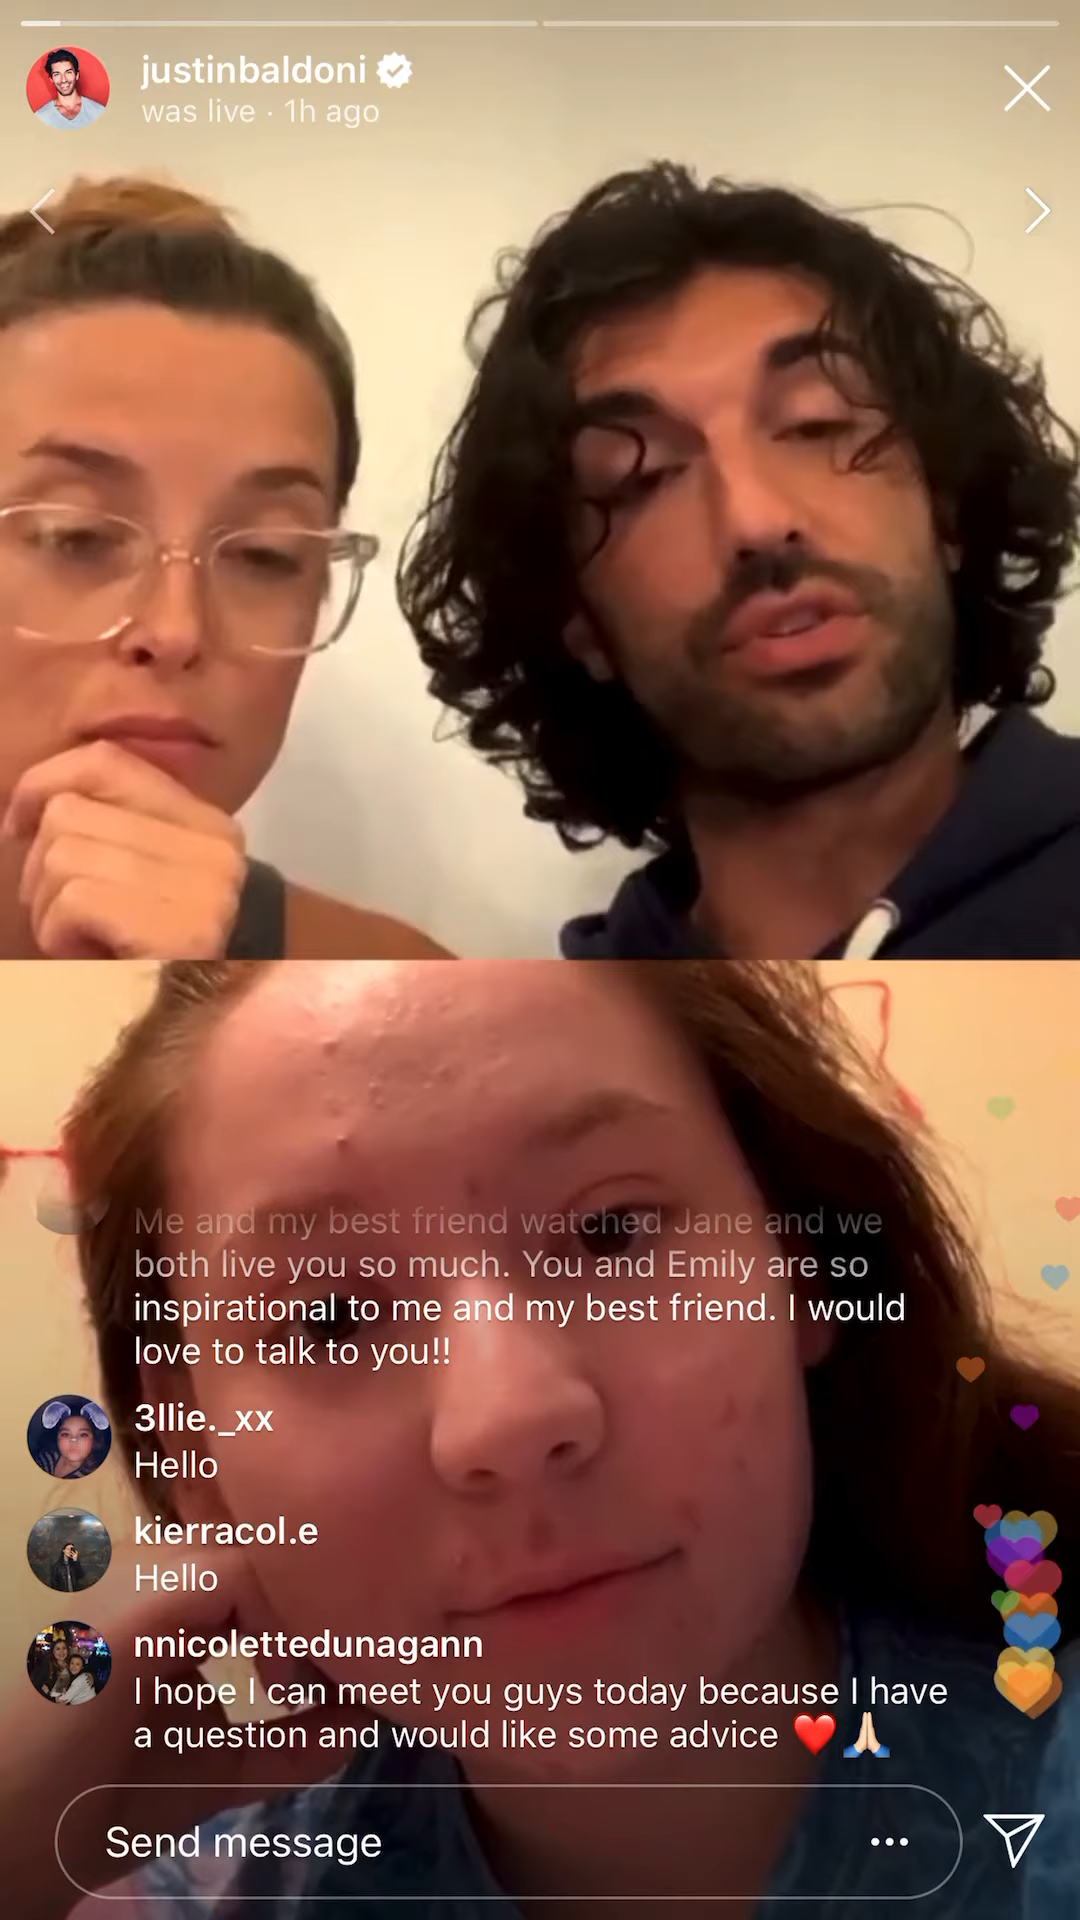 justinbaldoni
was live · 1h ago
Me and my best friend watched Jane and we
both live you so much. You and Emily are so
inspirational to me and my best friend. I would
love to talk to you!!
3llie._xx
Hello
kierracol.e
Hello
nnicolettedunagann
I hope I can meet you guys today because I have
a question and would like some advice ❤️🙏🏻
Send message